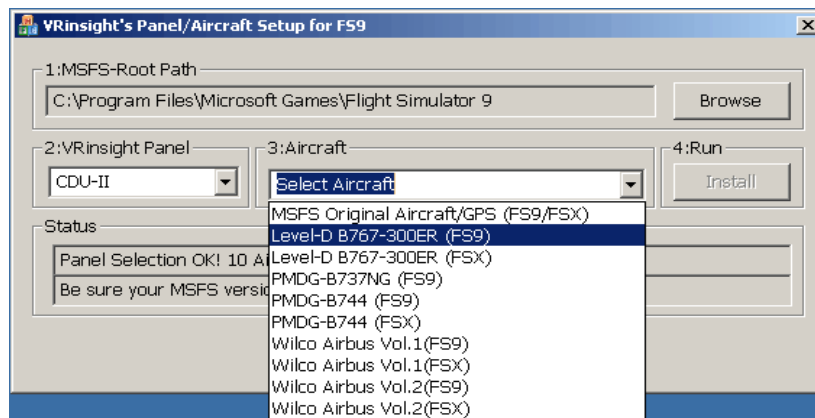 VRinsight's Panel/Aircraft Setup for FS9
1:MSFS-Root Path
C:\Program Files\Microsoft Games\Flight Simulator 9
Browse
2:VRinsight Panel
3:Aircraft
4:Run
CDU-II
Select Aircraft
Install
MSFS Original Aircraft/GPS (FS9/FSX)
Status
Level-D B767-300ER (FS9)
Panel Selection OK! 10 Ai
Level-D B767-300ER (FSX)
PMDG-B737NG (FS9)
Be sure your MSFS versi
PMDG-B744 (FS9)
PMDG-B744 (FSX)
Wilco Airbus Vol.1(FS9)
Wilco Airbus Vol.1(FSX)
Wilco Airbus Vol.2(FS9)
Wilco Airbus Vol.2(FSX)